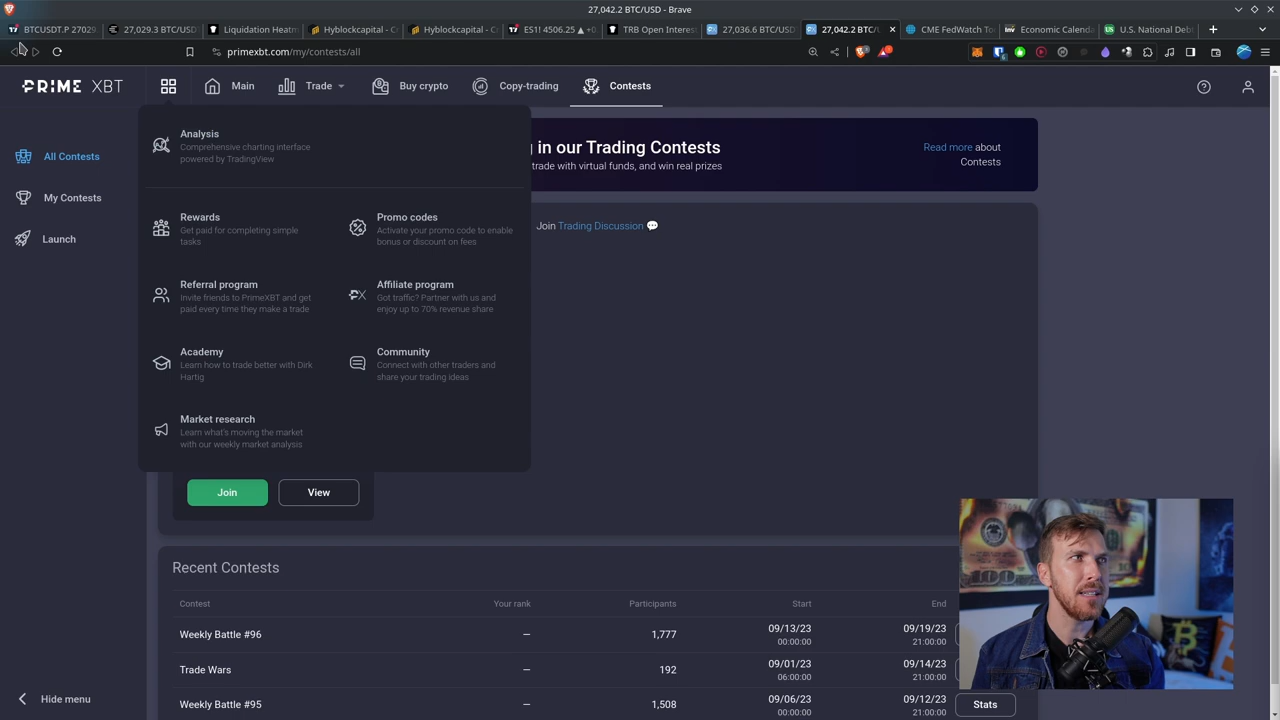 27,042.2 BTC/USD - Brave
BTCUSDT.P 27029.
27,029.3 BTC/USD
Liquidation Heatm
Hyblockcapital - C
Hyblockcapital - C
ES1! 4506.25 ▲ +0.
TRB Open Interest
27,036.6 BTC/USD
27,042.2 BTC/U
CME FedWatch To
Economic Calenda
U.S. National Deb
primexbt.com/my/contests/all
PRIME XBT
Main
Trade
Buy crypto
Copy-trading
Contests
All Contests
My Contests
Launch
Analysis
Comprehensive charting interface
powered by TradingView
Rewards
Get paid for completing simple
tasks
Promo codes
Activate your promo code to enable
bonus or discount on fees
Referral program
Invite friends to PrimeXBT and get
paid every time they make a trade
Affiliate program
Got traffic? Partner with us and
enjoy up to 70% revenue share
Academy
Learn how to trade better with Dirk
Hartig
Community
Connect with other traders and
share your trading ideas
Market research
Learn what's moving the market
with our weekly market analysis
in our Trading Contests
trade with virtual funds, and win real prizes
Read more about
Contests
Join Trading Discussion 💬
Join
View
Recent Contests
Contest
Your rank
Participants
Start
End
Weekly Battle #96
—
1,777
09/13/23
00:00:00
09/19/23
21:00:00
Trade Wars
—
192
09/01/23
06:00:00
09/14/23
21:00:00
Weekly Battle #95
—
1,508
09/06/23
00:00:00
09/12/23
21:00:00
Stats
Hide menu